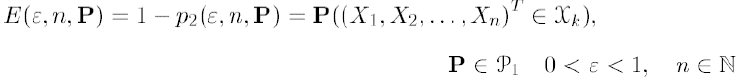 E(ε, n, 𝐏) = 1 − p₂(ε, n, 𝐏) = 𝐏((X₁, X₂, …, Xₙ)ᵀ ∈ 𝒳ₖ),
𝐏 ∈ 𝒫₁ 0 < ε < 1, n ∈ ℕ